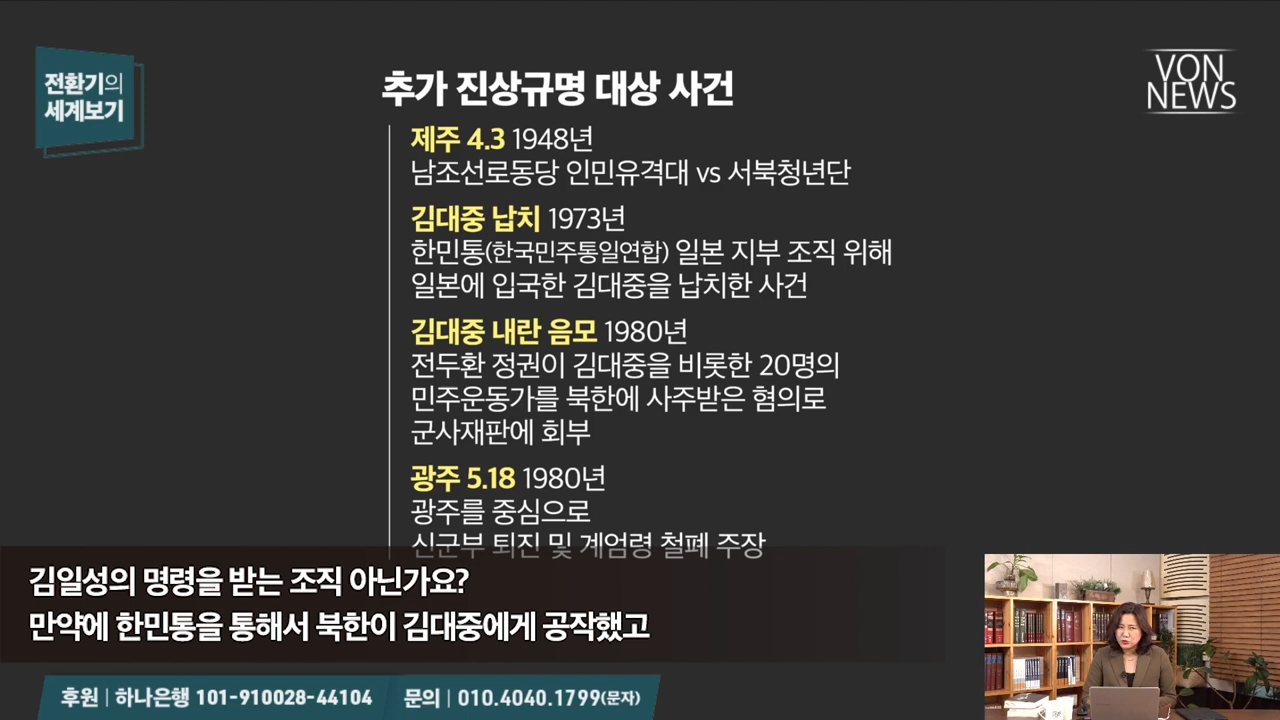 전환기의
세계보기
VON
NEWS
추가 진상규명 대상 사건
제주 4.3 1948년
남조선로동당 인민유격대 vs 서북청년단
김대중 납치 1973년
한민통(한국민주통일연합) 일본 지부 조직 위해
일본에 입국한 김대중을 납치한 사건
김대중 내란 음모 1980년
전두환 정권이 김대중을 비롯한 20명의
민주운동가를 북한에 사주받은 혐의로
군사재판에 회부
광주 5.18 1980년
광주를 중심으로
신군부 퇴진 및 계엄령 철폐 주장
김일성의 명령을 받는 조직 아닌가요?
만약에 한민통을 통해서 북한이 김대중에게 공작했고
후원 | 하나은행 101-910028-44104 문의 | 010.4040.1799(문자)